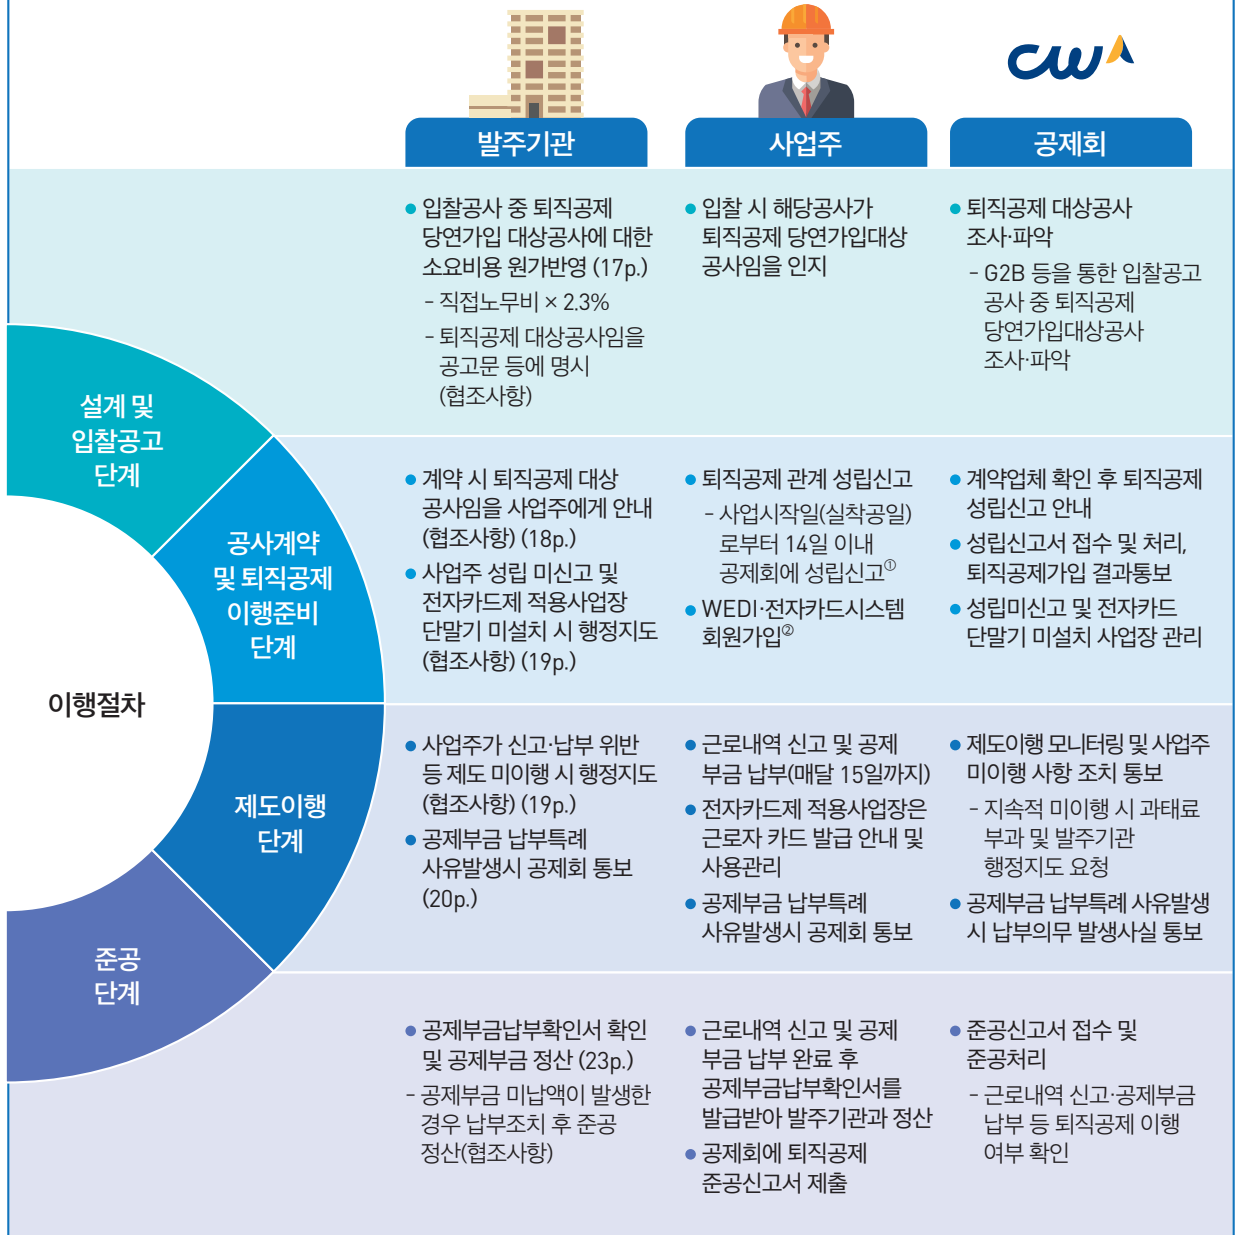 cw
발주기관
사업주
공제회
설계 및
입찰공고
단계
입찰공사 중 퇴직공제
당연가입 대상공사에 대한
소요비용 원가반영 (17p.)
- 직접노무비 × 2.3%
- 퇴직공제 대상공사임을
공고문 등에 명시
(협조사항)
입찰 시 해당공사가
퇴직공제 당연가입대상
공사임을 인지
퇴직공제 대상공사
조사·파악
- G2B 등을 통한 입찰공고
공사 중 퇴직공제
당연가입대상공사
조사·파악
공사계약
및 퇴직공제
이행준비
단계
계약 시 퇴직공제 대상
공사임을 사업주에게 안내
(협조사항) (18p.)
사업주 성립 미신고 및
전자카드제 적용사업장
단말기 미설치 시 행정지도
(협조사항) (19p.)
퇴직공제 관계 성립신고
- 사업시작일(실착공일)
로부터 14일 이내
공제회에 성립신고①
WEDI·전자카드시스템
회원가입②
계약업체 확인 후 퇴직공제
성립신고 안내
성립신고서 접수 및 처리,
퇴직공제가입 결과통보
성립미신고 및 전자카드
단말기 미설치 사업장 관리
이행절차
제도이행
단계
사업주가 신고·납부 위반
등 제도 미이행 시 행정지도
(협조사항) (19p.)
공제부금 납부특례
사유발생시 공제회 통보
(20p.)
근로내역 신고 및 공제
부금 납부(매달 15일까지)
전자카드제 적용사업장은
근로자 카드 발급 안내 및
사용관리
공제부금 납부특례
사유발생시 공제회 통보
제도이행 모니터링 및 사업주
미이행 사항 조치 통보
- 지속적 미이행 시 과태료
부과 및 발주기관
행정지도 요청
공제부금 납부특례 사유발생
시 납부의무 발생사실 통보
준공
단계
공제부금납부확인서 확인
및 공제부금 정산 (23p.)
- 공제부금 미납액이 발생한
경우 납부조치 후 준공
정산(협조사항)
근로내역 신고 및 공제
부금 납부 완료 후
공제부금납부확인서를
발급받아 발주기관과 정산
공제회에 퇴직공제
준공신고서 제출
준공신고서 접수 및
준공처리
- 근로내역 신고·공제부금
납부 등 퇴직공제 이행
여부 확인